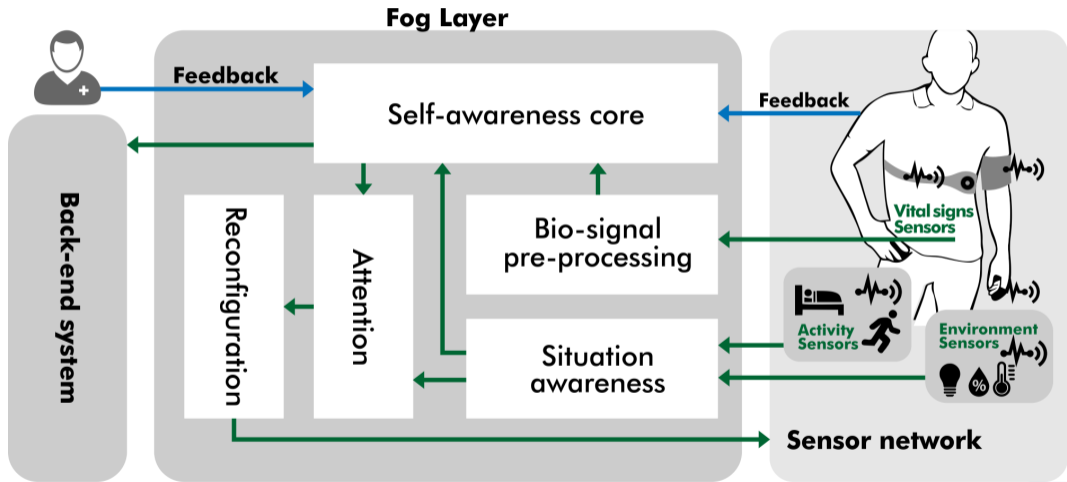 Fog Layer
Feedback
Self-awareness core
Feedback
Back-end system
Reconfiguration
Attention
Bio-signal
pre-processing
Vital signs
Sensors
Situation
awareness
Activity
Sensors
Environment
Sensors
%
Sensor network